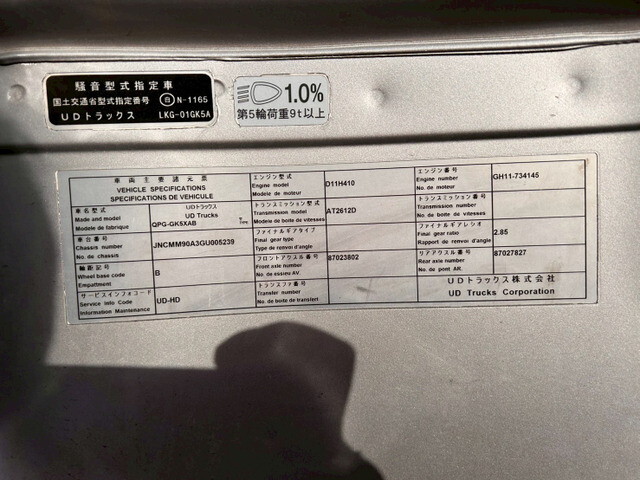 騒音型式指定車
国土交通省型式指定番号 自 N-1165
UDトラックス LKG-01GK5A
1.0%
第5輪荷重9t以上
車両主要諸元票
VEHICLE SPECIFICATIONS
SPECIFICATIONS DE VEHICULE
車名型式 UDトラックス
Made and model UD Trucks
Modele de fabrique QPG-GK5XAB TYPE
車台番号
Chassis number JNCMM90A3GU005239
No. de chassis
軸距記号
Wheel base code B
Empattment
サービスインフォコード
Service Info Code UD-HD
Information Maintenance
エンジン型式
Engine model D11H410
Modele de moteur
トランスミッション型式
Transmission model AT2612D
Modele de boite de vitesses
ファイナルギアタイプ
Final gear type
Type de renvoi d'angle
フロントアクスル番号 87023802
Front axle number
No. de essieu AV.
トランスファ番号
Transfer number
No. de boite de transfert
エンジン番号
Engine number GH11-734145
No. de moteur
トランスミッション番号
Transmission number
No. de boite de vitesses
ファイナルギアレシオ
Final gear ratio 2.85
Rapport de renvoi d'angle
リアアクスル番号 87027827
Rear axle number
No. de pont AR.
UDトラックス株式会社
UD Trucks Corporation